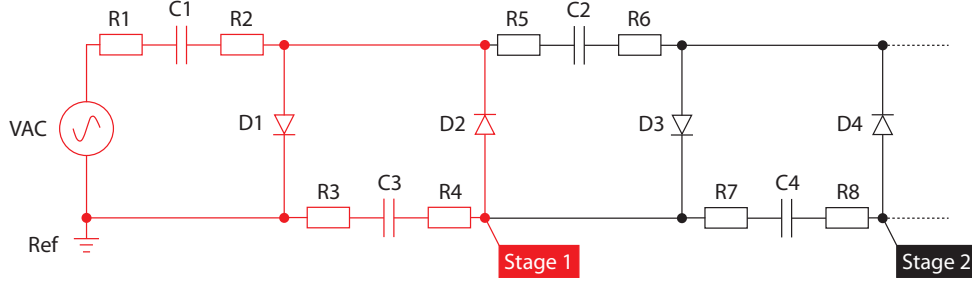 R1
C1
R2
R5
C2
R6
VAC
D1
D2
D3
D4
R3
C3
R4
R7
C4
R8
Ref
Stage 1
Stage 2